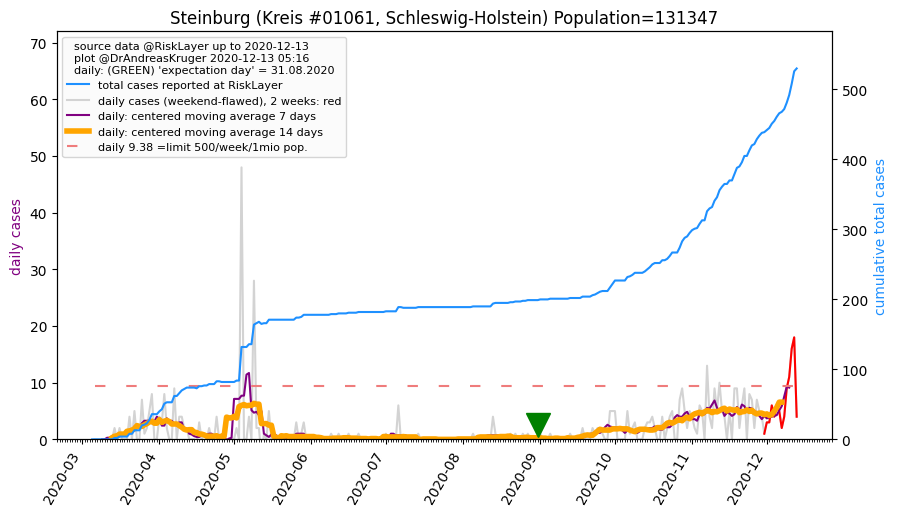 Steinburg (Kreis #01061, Schleswig-Holstein) Population=131347
source data @RiskLayer up to 2020-12-13
plot @DrAndreasKruger 2020-12-13 05:16
daily: (GREEN) 'expectation day' = 31.08.2020
total cases reported at RiskLayer
daily cases (weekend-flawed), 2 weeks: red
daily: centered moving average 7 days
daily: centered moving average 14 days
daily 9.38 =limit 500/week/1mio pop.
daily cases
70
60
50
40
30
20
10
0
cumulative total cases
500
400
300
200
100
0
2020-03
2020-04
2020-05
2020-06
2020-07
2020-08
2020-09
2020-10
2020-11
2020-12